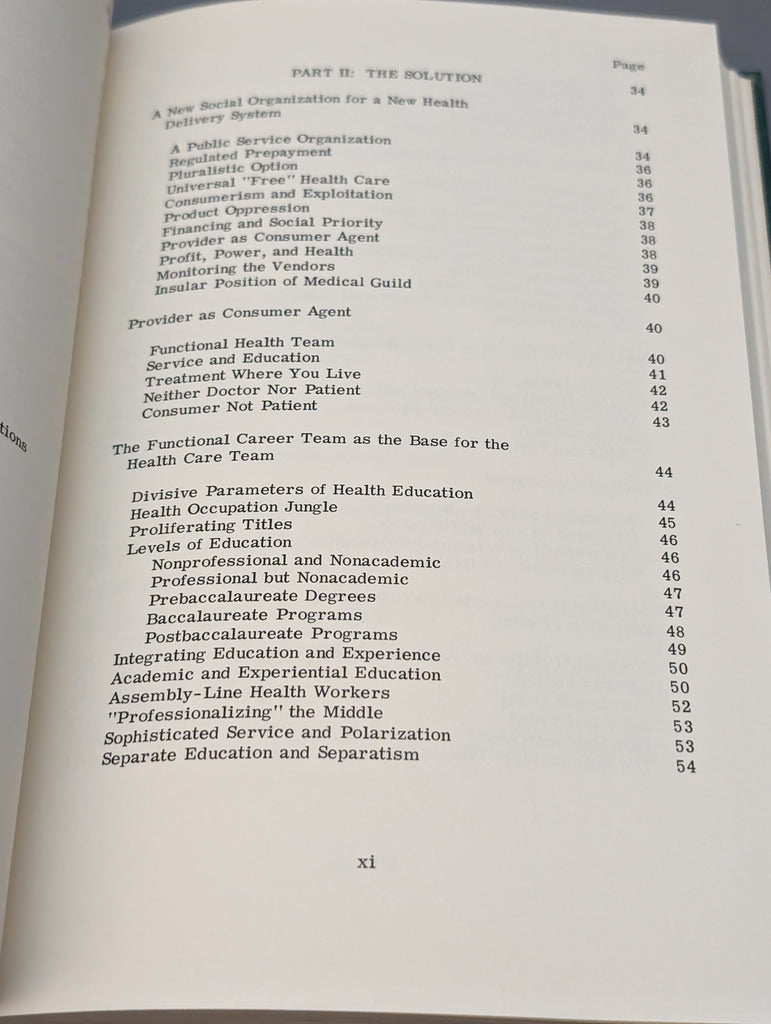 Page
PART II: THE SOLUTION 34
A New Social Organization for a New Health
Delivery System 34
A Public Service Organization 34
Regulated Prepayment 36
Pluralistic Option 36
Universal "Free" Health Care 36
Consumerism and Exploitation 37
Product Oppression 38
Financing and Social Priority 38
Provider as Consumer Agent 38
Profit, Power, and Health 39
Monitoring the Vendors 39
Insular Position of Medical Guild 40
Provider as Consumer Agent 40
Functional Health Team 40
Service and Education 41
Treatment Where You Live 42
Neither Doctor Nor Patient 42
Consumer Not Patient 43
The Functional Career Team as the Base for the
Health Care Team 44
Divisive Parameters of Health Education 44
Health Occupation Jungle 45
Proliferating Titles 46
Levels of Education 46
Nonprofessional and Nonacademic 46
Professional but Nonacademic 47
Prebaccalaureate Degrees 47
Baccalaureate Programs 48
Postbaccalaureate Programs 49
Integrating Education and Experience 50
Academic and Experiential Education 50
Assembly-Line Health Workers 52
"Professionalizing" the Middle 53
Sophisticated Service and Polarization 53
Separate Education and Separatism 54
xi
tions